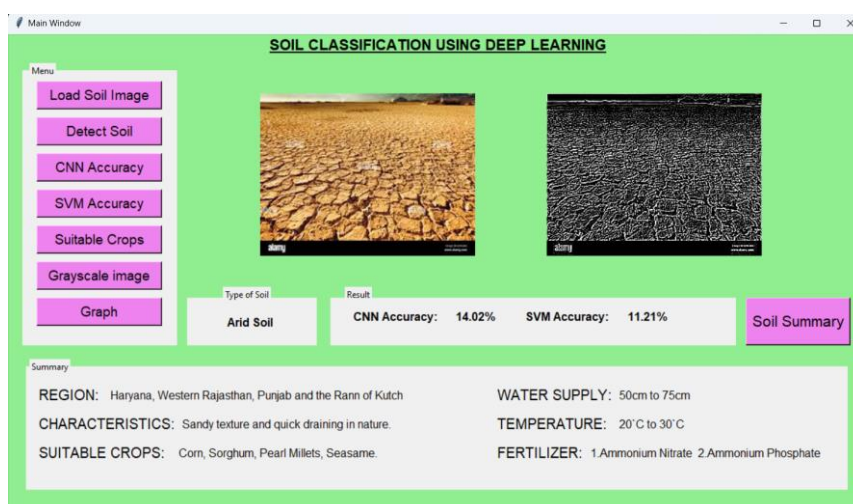 Main Window
SOIL CLASSIFICATION USING DEEP LEARNING
Menu
Load Soil Image
Detect Soil
CNN Accuracy
SVM Accuracy
Suitable Crops
Grayscale image
Graph
alamy
alamy
Type of Soil
Arid Soil
Result
CNN Accuracy: 14.02% SVM Accuracy: 11.21%
Soil Summary
Summary
REGION: Haryana, Western Rajasthan, Punjab and the Rann of Kutch
CHARACTERISTICS: Sandy texture and quick draining in nature.
SUITABLE CROPS: Corn, Sorghum, Pearl Millets, Seasame.
WATER SUPPLY: 50cm to 75cm
TEMPERATURE: 20`C to 30`C
FERTILIZER: 1.Ammonium Nitrate 2.Ammonium Phosphate